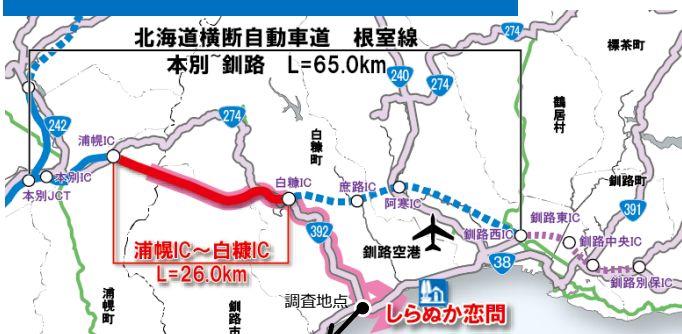 北海道横断自動車道 根室線
本別~釧路 L=65.0km
274
標茶町
240
274
鶴居村
242
274
浦幌IC
白糠町
本別IC
本別JCT
白糠IC
庶路IC
阿寒IC
釧路町
391
釧路東IC
釧路西IC
釧路中央IC
392
釧路空港
38
釧路別保IC
浦幌IC~白糠IC
L=26.0km
浦幌町
釧路市
調査地点
しらぬか恋問